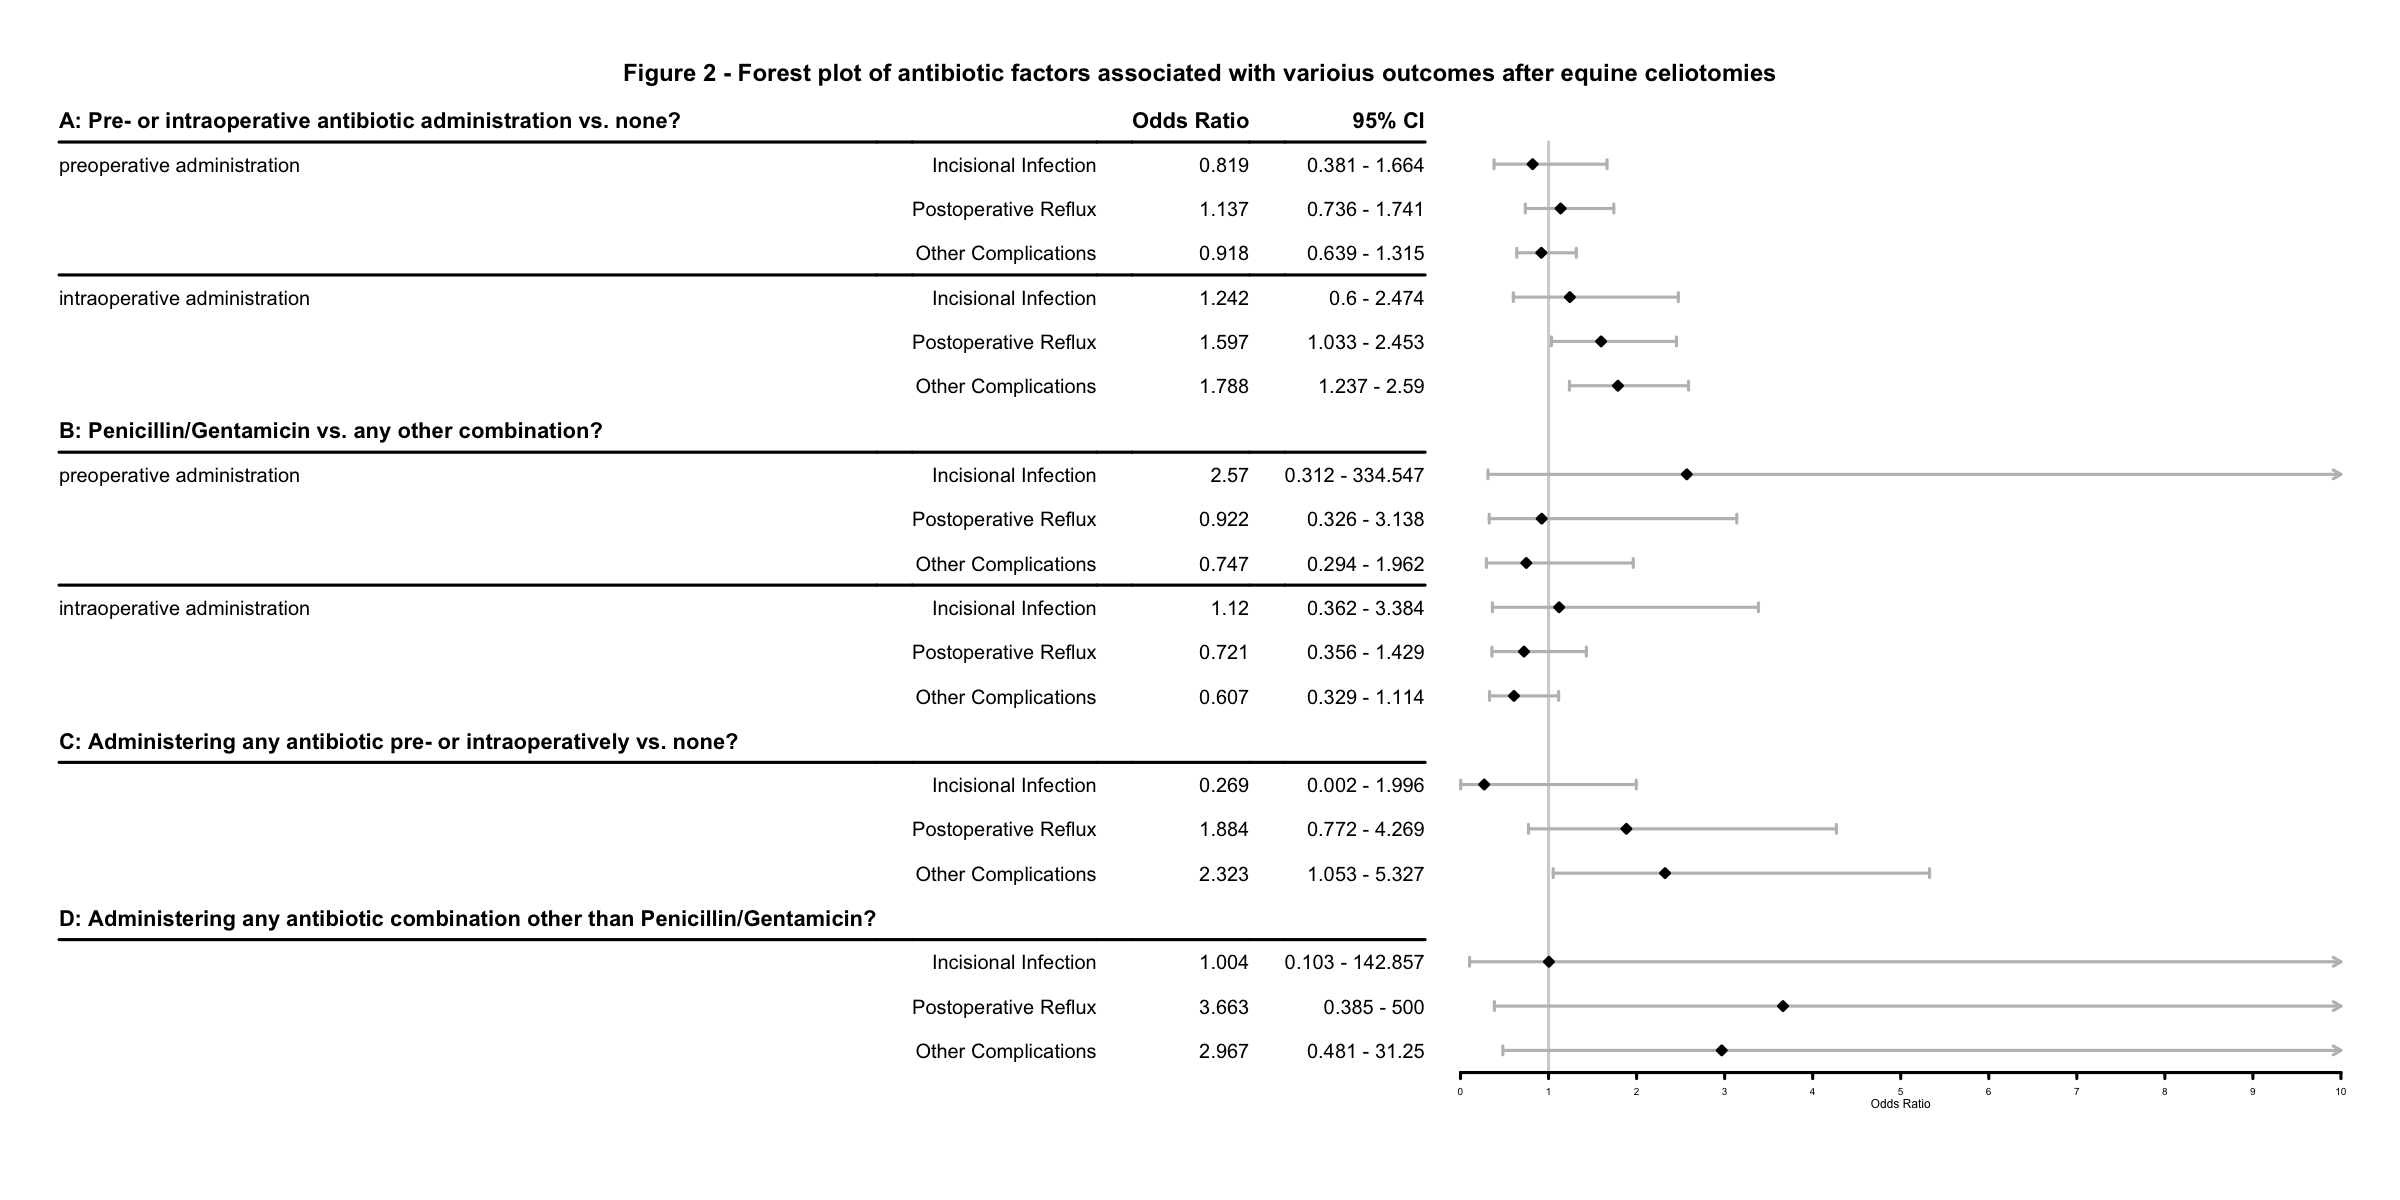 Figure 2 - Forest plot of antibiotic factors associated with varioius outcomes after equine celiotomies
A: Pre- or intraoperative antibiotic administration vs. none? Odds Ratio 95% CI
preoperative administration Incisional Infection 0.819 0.381 - 1.664
Postoperative Reflux 1.137 0.736 - 1.741
Other Complications 0.918 0.639 - 1.315
intraoperative administration Incisional Infection 1.242 0.6 - 2.474
Postoperative Reflux 1.597 1.033 - 2.453
Other Complications 1.788 1.237 - 2.59
B: Penicillin/Gentamicin vs. any other combination?
preoperative administration Incisional Infection 2.57 0.312 - 334.547
Postoperative Reflux 0.922 0.326 - 3.138
Other Complications 0.747 0.294 - 1.962
intraoperative administration Incisional Infection 1.12 0.362 - 3.384
Postoperative Reflux 0.721 0.356 - 1.429
Other Complications 0.607 0.329 - 1.114
C: Administering any antibiotic pre- or intraoperatively vs. none?
Incisional Infection 0.269 0.002 - 1.996
Postoperative Reflux 1.884 0.772 - 4.269
Other Complications 2.323 1.053 - 5.327
D: Administering any antibiotic combination other than Penicillin/Gentamicin?
Incisional Infection 1.004 0.103 - 142.857
Postoperative Reflux 3.663 0.385 - 500
Other Complications 2.967 0.481 - 31.25
0 1 2 3 4 5 6 7 8 9 10
Odds Ratio